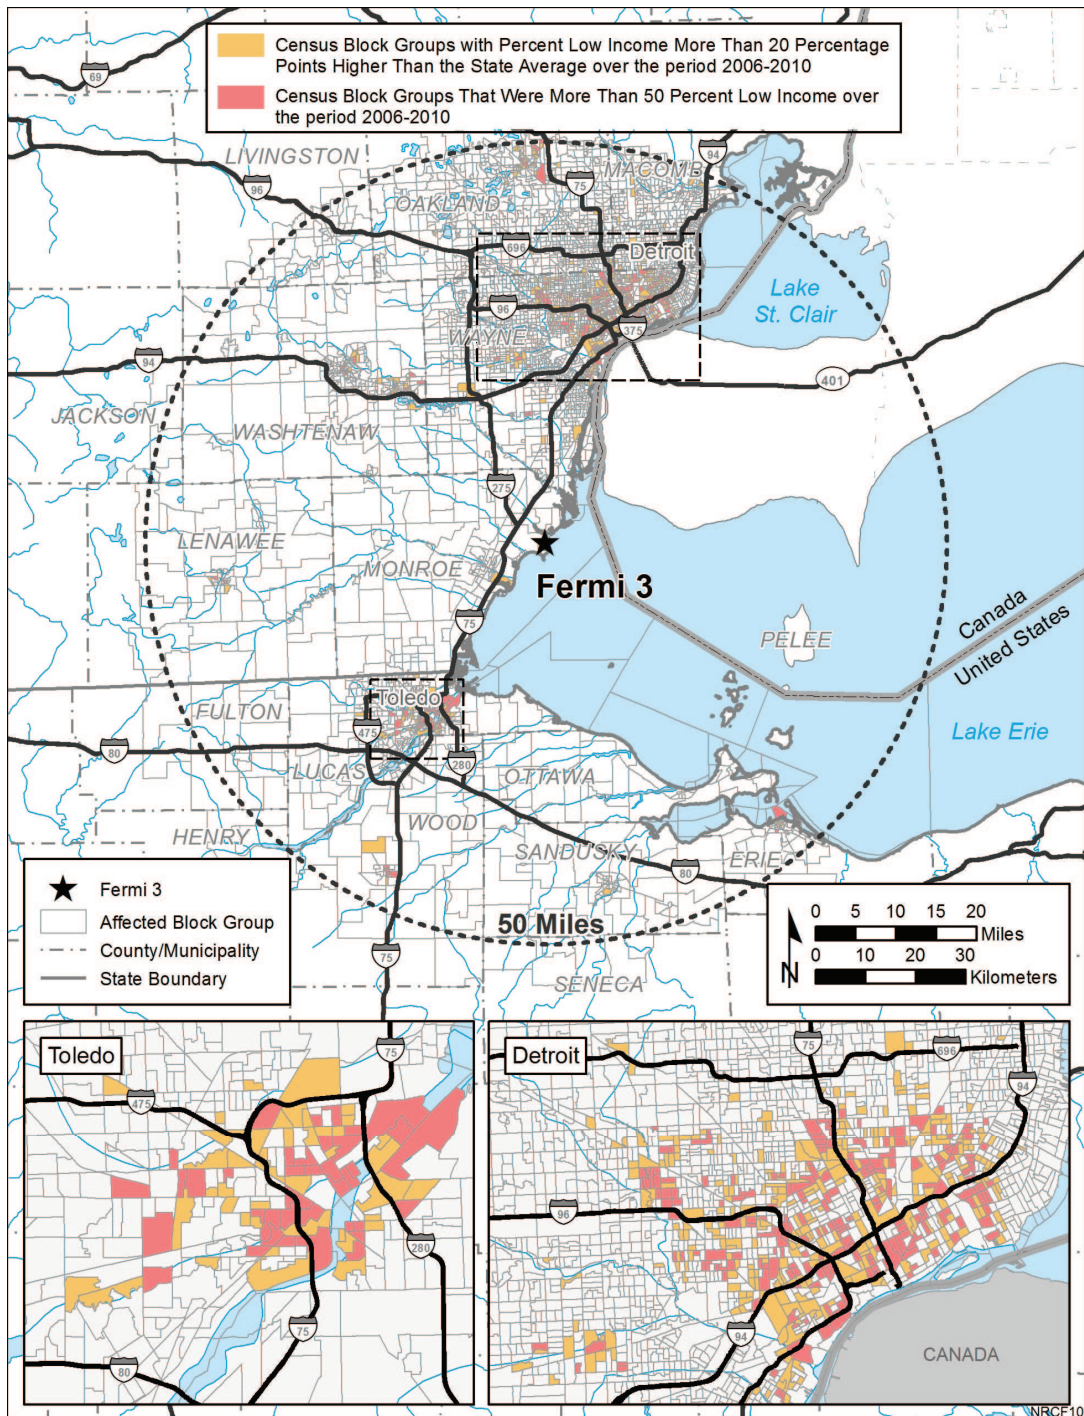 Census Block Groups with Percent Low Income More Than 20 Percentage
Points Higher Than the State Average over the period 2006-2010
Census Block Groups That Were More Than 50 Percent Low Income over
the period 2006-2010
69
LIVINGSTON
96
OAKLAND
75
MACOMB
94
696
Detroit
Lake
St. Clair
96
WAYNE
375
94
401
JACKSON
WASHTENAW
275
LENAWEE
MONROE
Fermi 3
75
PELEE
Canada
United States
Toledo
FULTON
475
80
LUCAS
280
OTTAWA
Lake Erie
WOOD
HENRY
SANDUSKY
ERIE
80
50 Miles
75
SENECA
Fermi 3
Affected Block Group
County/Municipality
State Boundary
0 5 10 15 20
Miles
N
0 10 20 30
Kilometers
Toledo
75
475
280
75
80
Detroit
75
696
94
96
94
CANADA
NRCF10